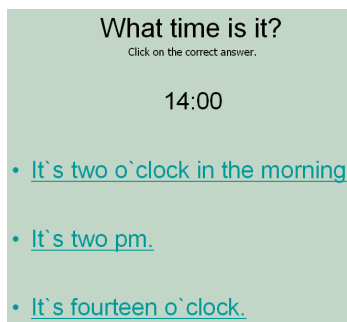 What time is it?
Click on the correct answer.
14:00
• It`s two o`clock in the morning
• It`s two pm.
• It`s fourteen o`clock.